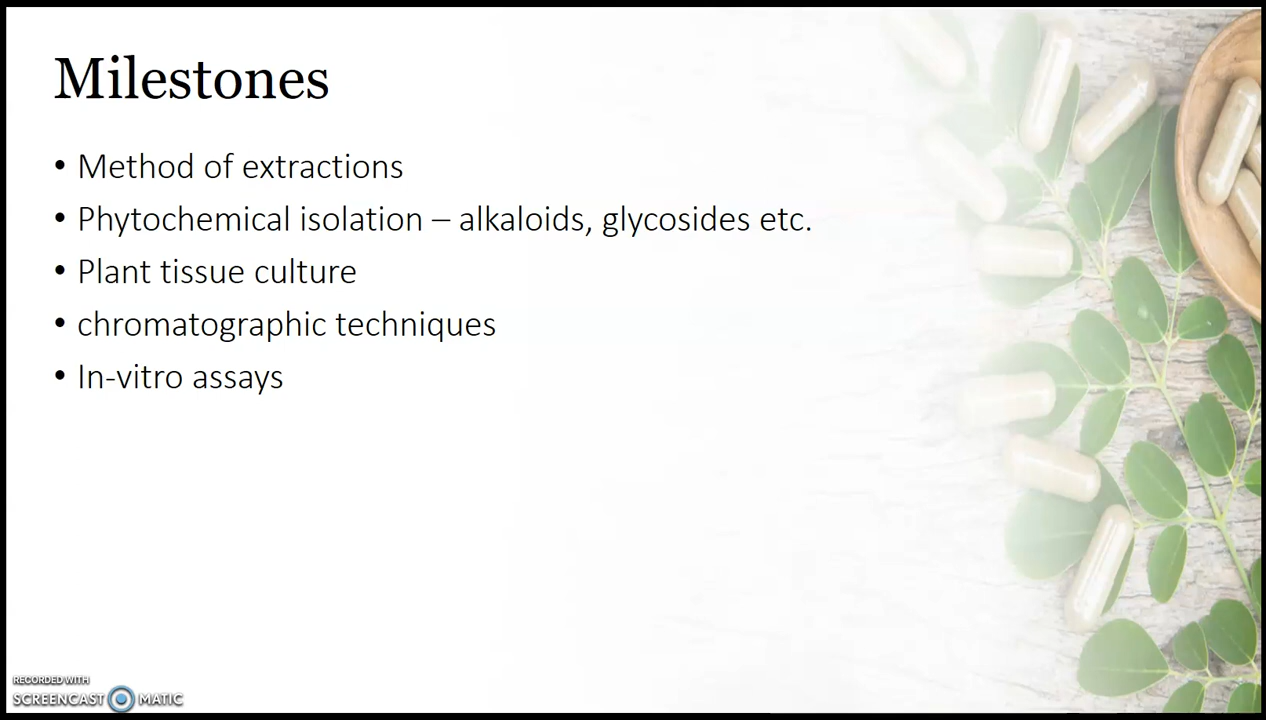 Milestones
• Method of extractions
• Phytochemical isolation – alkaloids, glycosides etc.
• Plant tissue culture
• chromatographic techniques
• In-vitro assays
RECORDED WITH
SCREENCAST MATIC